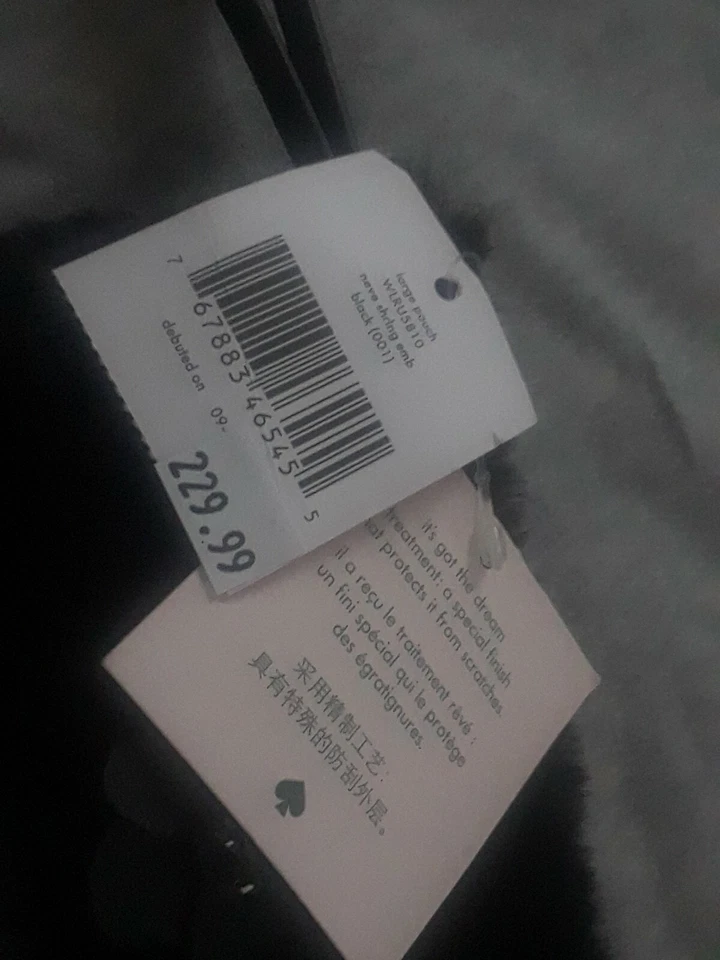 large pouch
WLRU5810
neve shrlng emb
black (001)
7 67883 46545 5
debuted on 09-
229.99
it's got the dream
treatment: a special finish
that protects it from scratches.
il a reçu le traitement rêvé :
un fini spécial qui le protège
des égratignures.
采用精制工艺:
具有特殊的防刮外层。